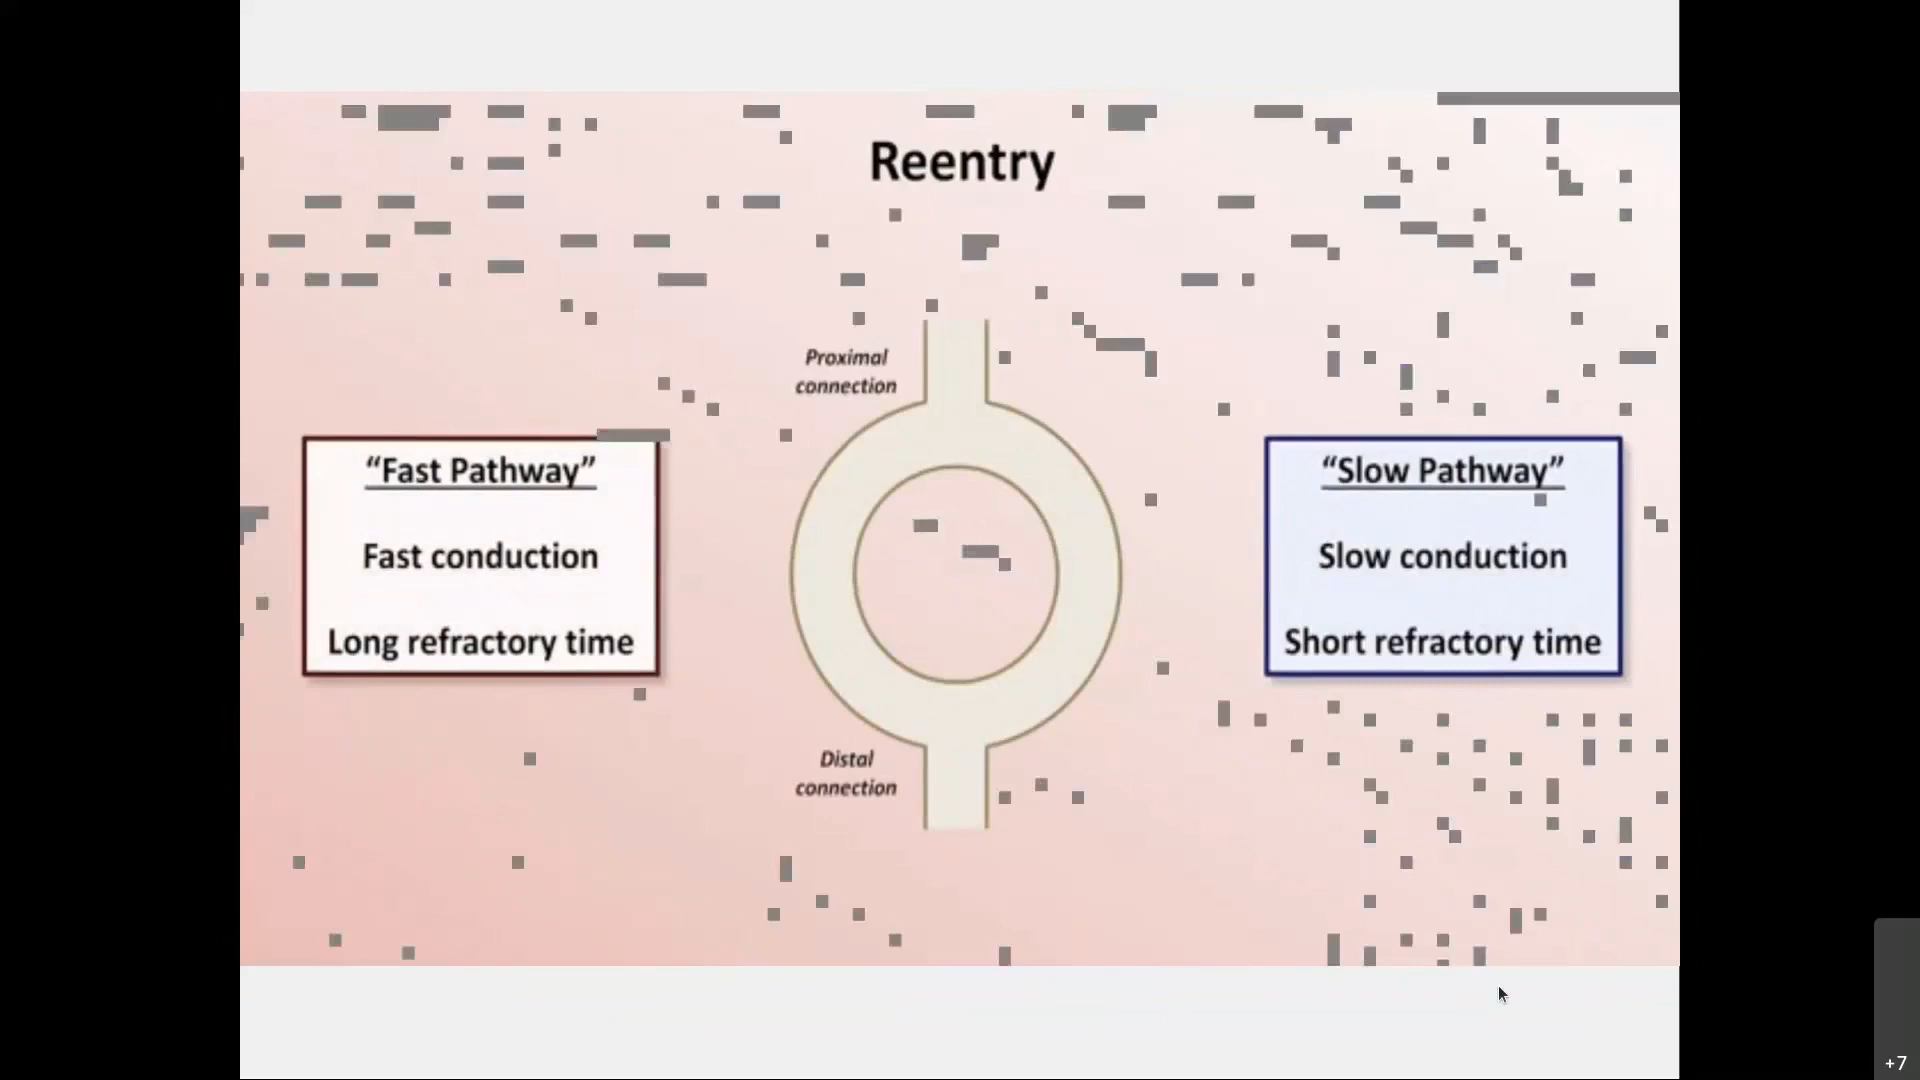 Reentry
Proximal
connection
“Fast Pathway”
Fast conduction
Long refractory time
“Slow Pathway”
Slow conduction
Short refractory time
Distal
connection
+7